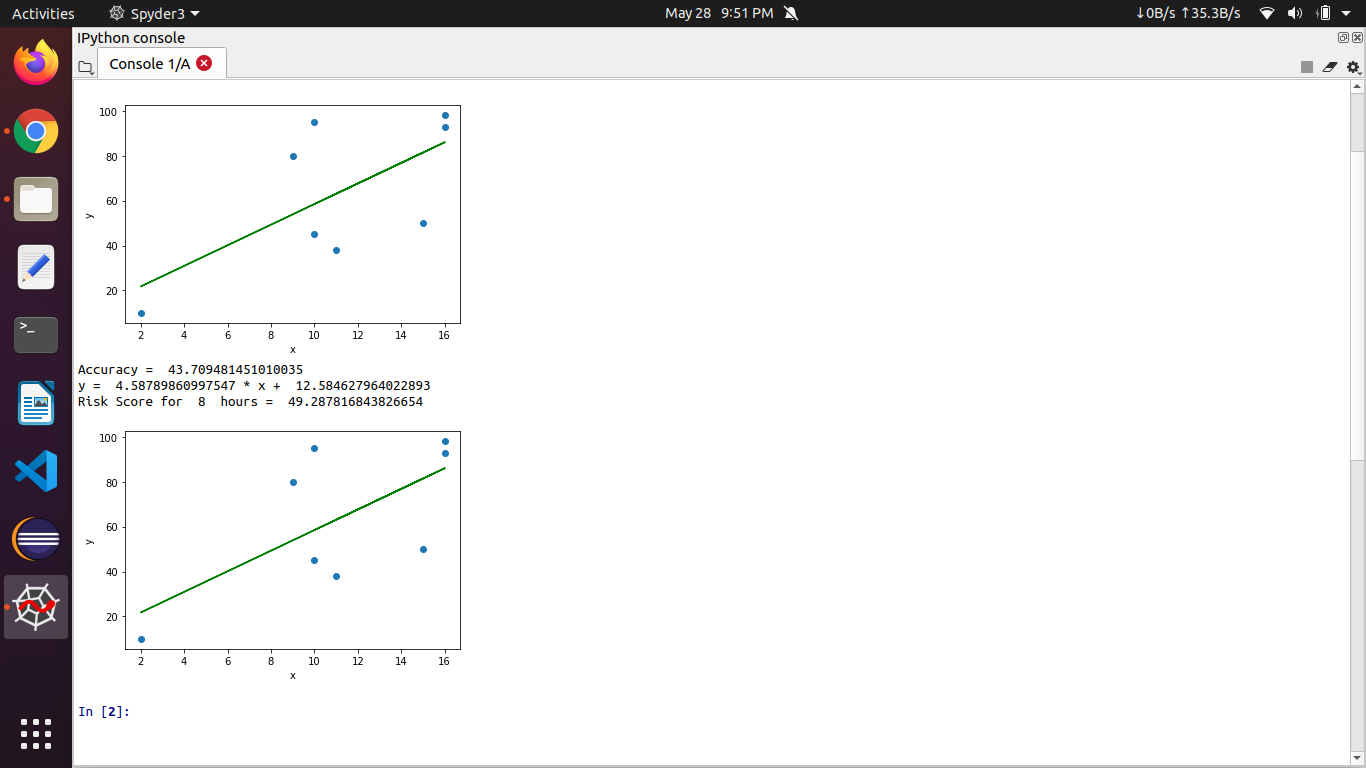 Activities Spyder3 May 28 9:51 PM ↓0B/s ↑35.3B/s
IPython console
Console 1/A
100
80
60
40
20
y
2 4 6 8 10 12 14 16
x
Accuracy =  43.709481451010035
y =  4.58789860997547 * x +  12.584627964022893
Risk Score for  8  hours =  49.287816843826654
100
80
60
40
20
y
2 4 6 8 10 12 14 16
x
In [2]:
>_